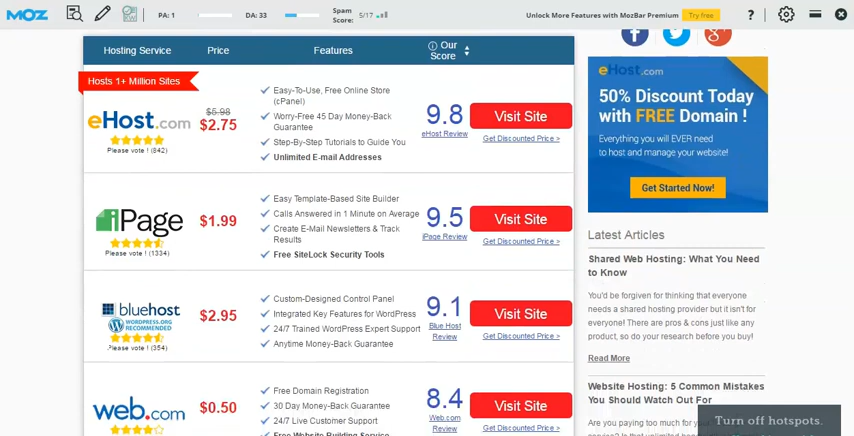 MOZ
PA: 1
DA: 33
Spam
Score:
5/17
Unlock More Features with MozBar Premium
Try free
?
Hosting Service
Price
Features
Our
Score
Hosts 1+ Million Sites
eHost.com
Please vote ! (842)
$5.98
$2.75
Easy-To-Use, Free Online Store
(cPanel)
Worry-Free 45 Day Money-Back
Guarantee
Step-By-Step Tutorials to Guide You
Unlimited E-mail Addresses
9.8
eHost Review
Visit Site
Get Discounted Price >
iPage
Please vote ! (1334)
$1.99
Easy Template-Based Site Builder
Calls Answered in 1 Minute on Average
Create E-Mail Newsletters & Track
Results
Free SiteLock Security Tools
9.5
iPage Review
Visit Site
Get Discounted Price >
bluehost
WORDPRESS.ORG
RECOMMENDED
Please vote ! (354)
$2.95
Custom-Designed Control Panel
Integrated Key Features for WordPress
24/7 Trained WordPress Expert Support
Anytime Money-Back Guarantee
9.1
Blue Host
Review
Visit Site
Get Discounted Price >
web.com
$0.50
Free Domain Registration
30 Day Money-Back Guarantee
24/7 Live Customer Support
Free Website Building Service
8.4
Web.com
Review
Visit Site
Get Discounted Price >
eHost.com
50% Discount Today
with FREE Domain !
Everything you will EVER need
to host and manage your website!
Get Started Now!
Latest Articles
Shared Web Hosting: What You Need
to Know
You'd be forgiven for thinking that everyone
needs a shared hosting provider but it isn't for
everyone! There are pros & cons just like any
product, so do your research before you buy!
Read More
Website Hosting: 5 Common Mistakes
You Should Watch Out For
Are you paying too much for your
Turn off hotspots.